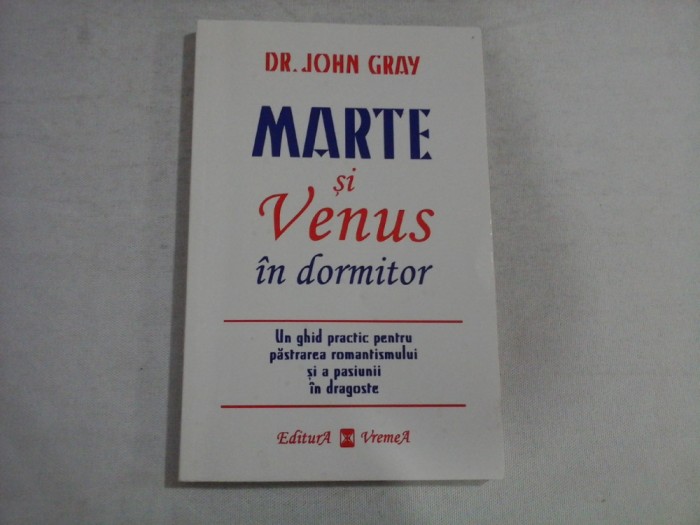 DR. JOHN GRAY
MARTE
și
Venus
în dormitor
Un ghid practic pentru
păstrarea romantismului
și a pasiunii
în dragoste
EditurA VremeA